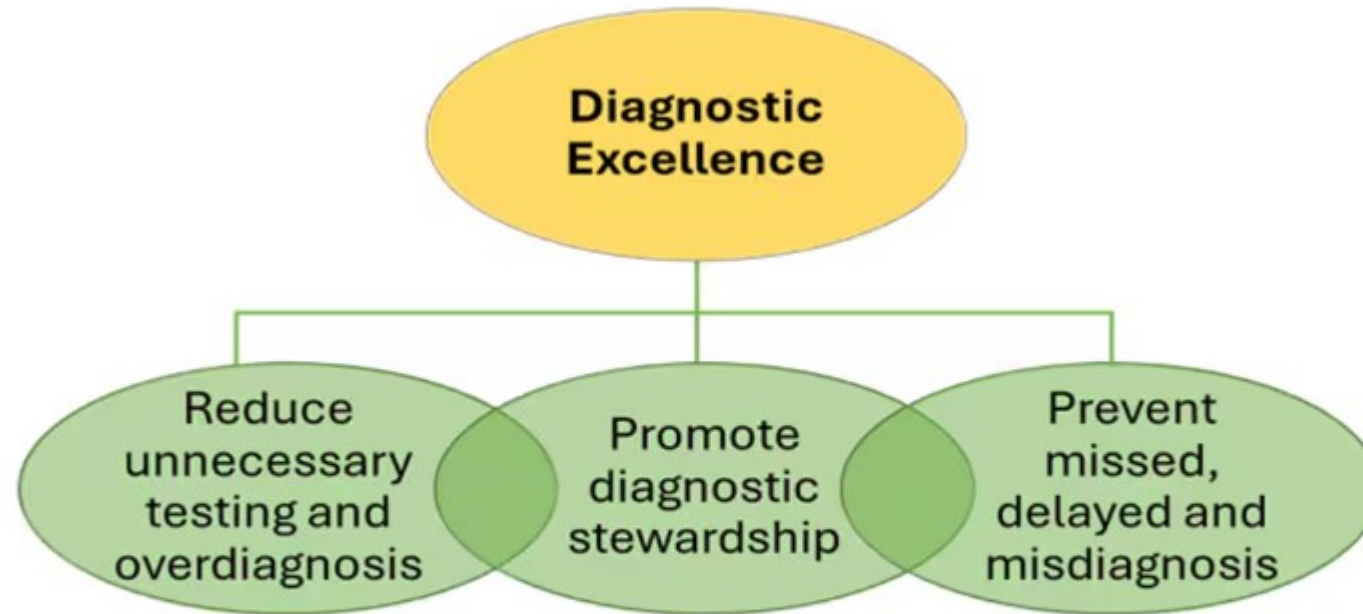 Diagnostic
Excellence
Reduce
unnecessary
testing and
overdiagnosis
Promote
diagnostic
stewardship
Prevent
missed,
delayed and
misdiagnosis